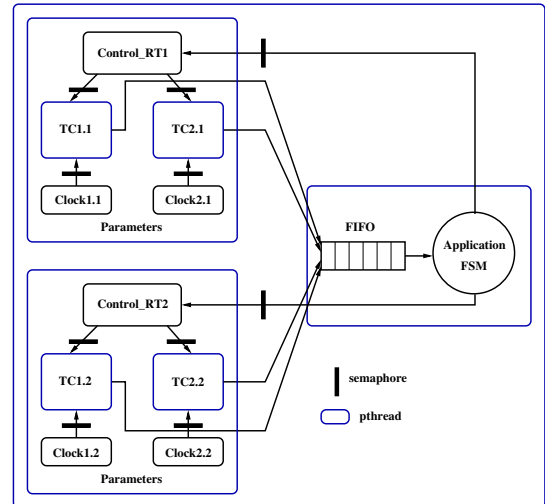 Control_RT1
TC1.1
TC2.1
Clock1.1
Clock2.1
Parameters
FIFO
Application
FSM
Control_RT2
TC1.2
TC2.2
Clock1.2
Clock2.2
Parameters
semaphore
pthread